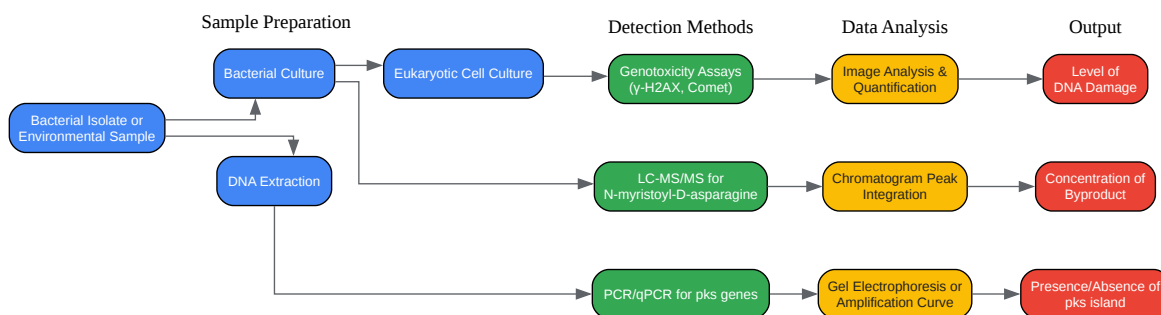 Sample Preparation
Detection Methods
Data Analysis
Output
Bacterial Culture
Eukaryotic Cell Culture
Genotoxicity Assays
(γ-H2AX, Comet)
Image Analysis &
Quantification
Level of
DNA Damage
Bacterial Isolate or
Environmental Sample
DNA Extraction
LC-MS/MS for
N-myristoyl-D-asparagine
Chromatogram Peak
Integration
Concentration of
Byproduct
PCR/qPCR for pks genes
Gel Electrophoresis or
Amplification Curve
Presence/Absence of
pks island